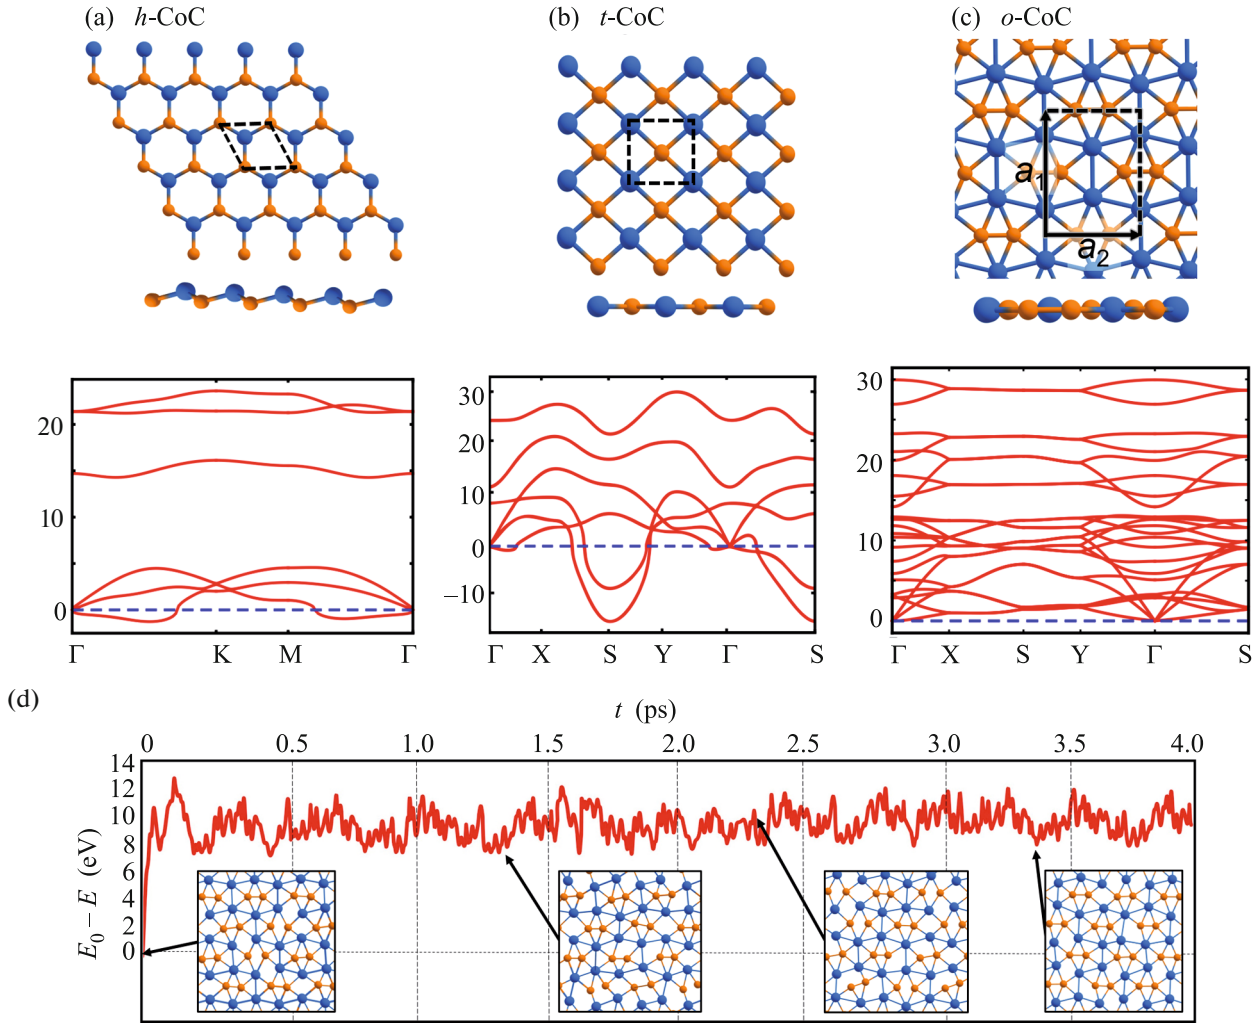 (a) h-CoC
(b) t-CoC
(c) o-CoC
a1
a2
20
10
0
Γ K M Γ
30
20
10
0
−10
Γ X S Y Γ S
30
20
10
0
Γ X S Y Γ S
(d)
t (ps)
0 0.5 1.0 1.5 2.0 2.5 3.0 3.5 4.0
E0 – E (eV)
14
12
10
8
6
4
2
0